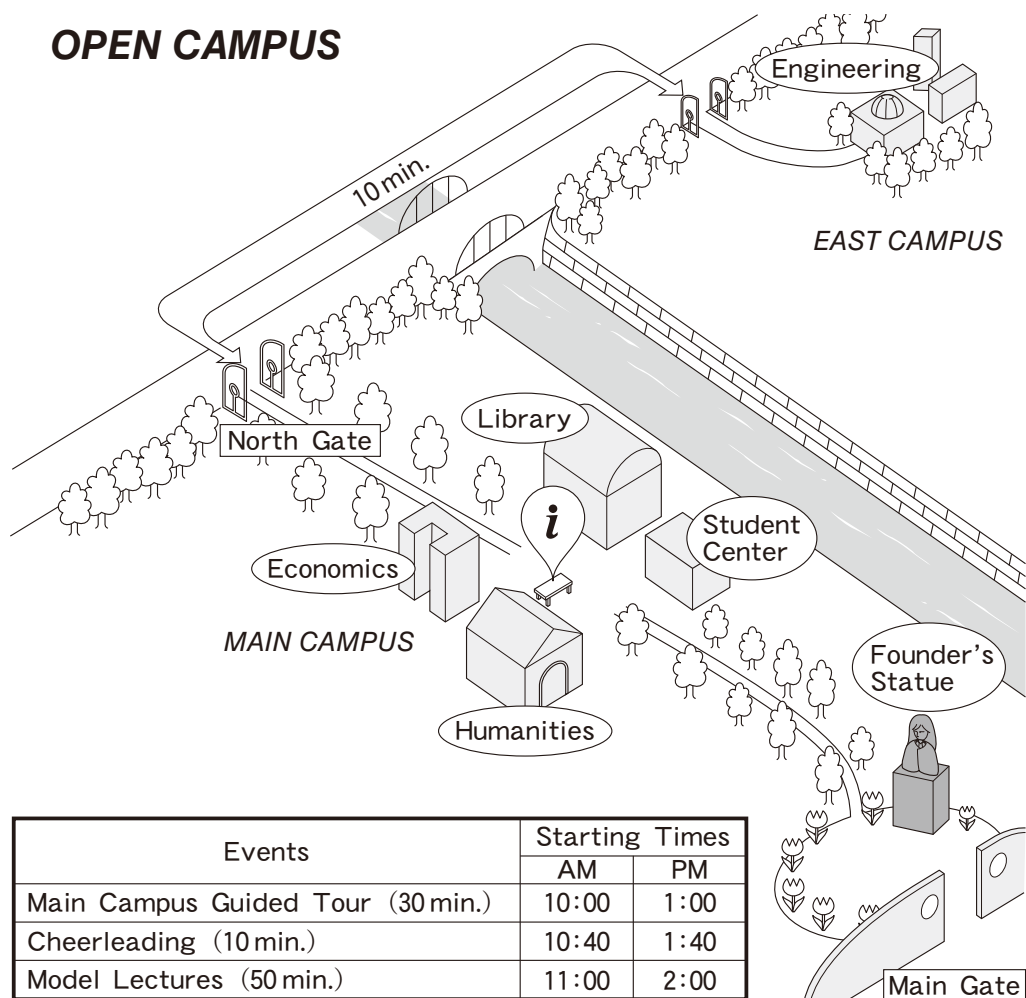 OPEN CAMPUS
Engineering
10 min.
EAST CAMPUS
Library
North Gate
i
Student
Center
Economics
MAIN CAMPUS
Founder's
Statue
Humanities
Events Starting Times
AM PM
Main Campus Guided Tour (30 min.) 10:00 1:00
Cheerleading (10 min.) 10:40 1:40
Model Lectures (50 min.) 11:00 2:00
Main Gate